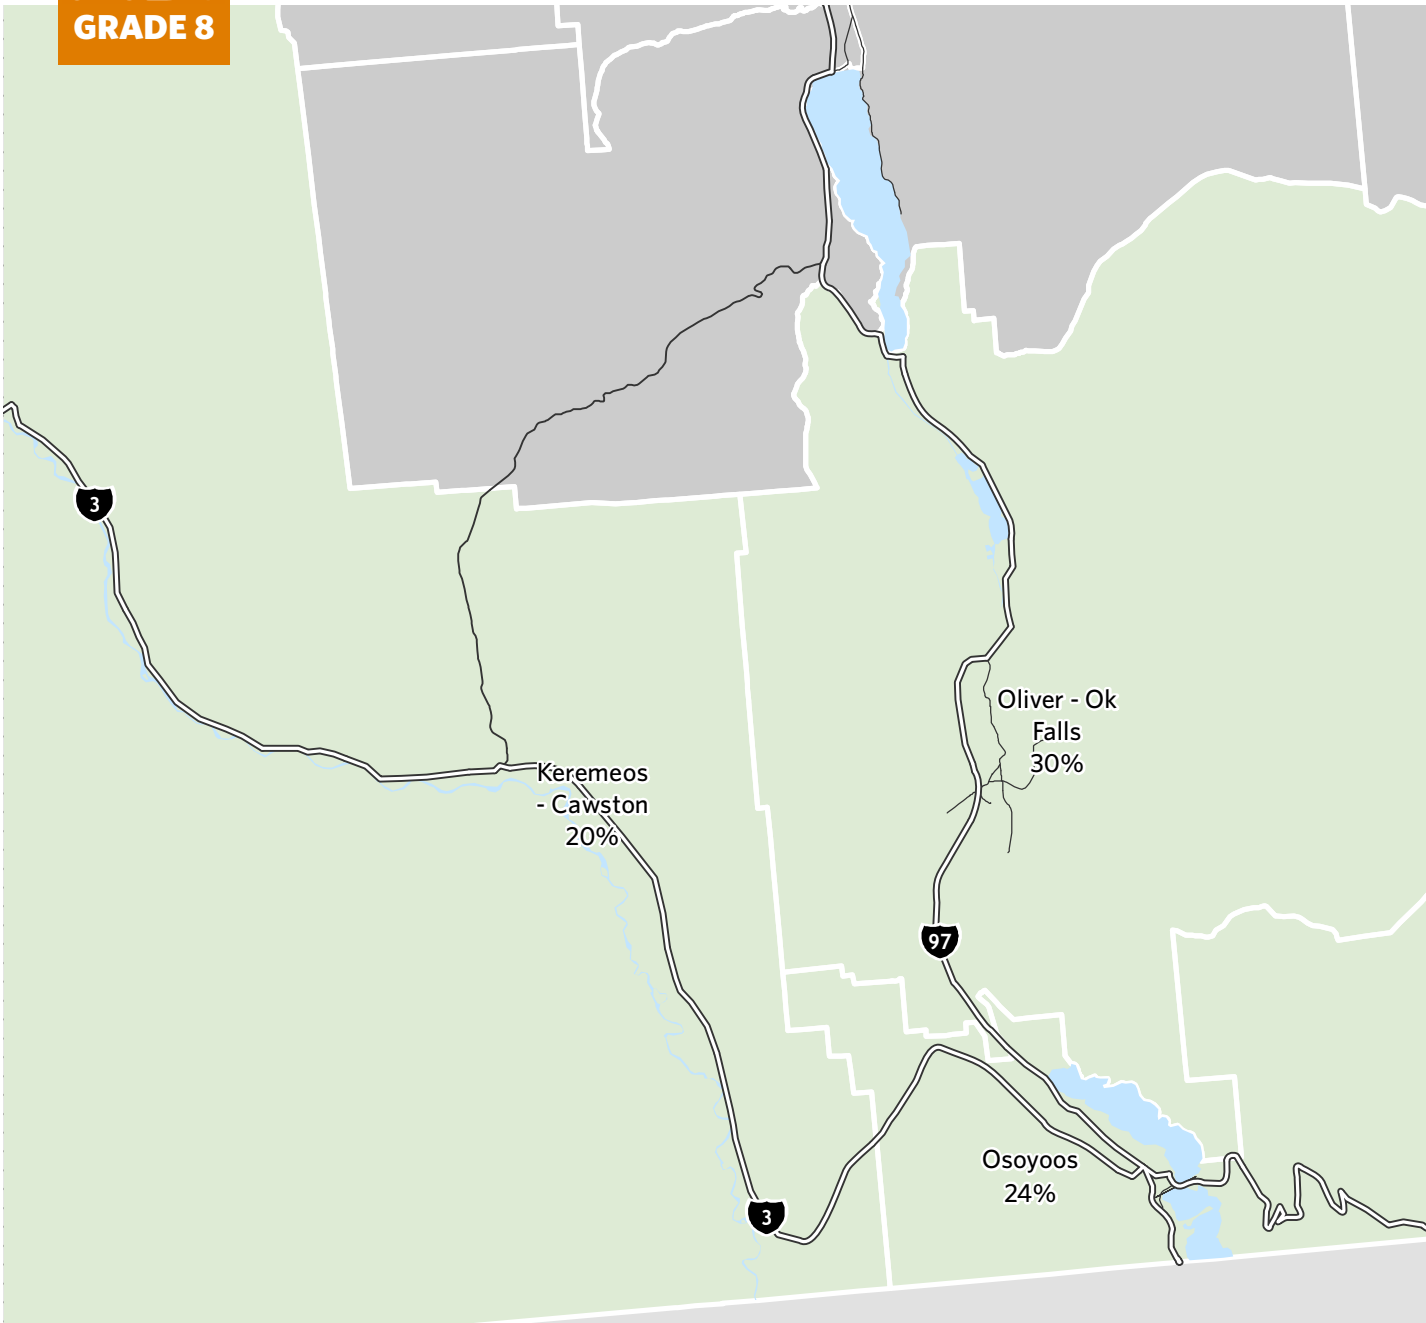 GRADE 8
3
Oliver - Ok
Falls
30%
Keremeos
- Cawston
20%
97
Osoyoos
24%
3